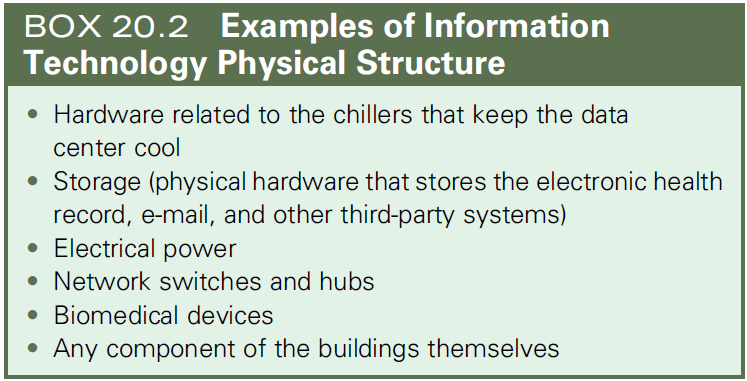 BOX 20.2 Examples of Information
Technology Physical Structure
• Hardware related to the chillers that keep the data
center cool
• Storage (physical hardware that stores the electronic health
record, e-mail, and other third-party systems)
• Electrical power
• Network switches and hubs
• Biomedical devices
• Any component of the buildings themselves